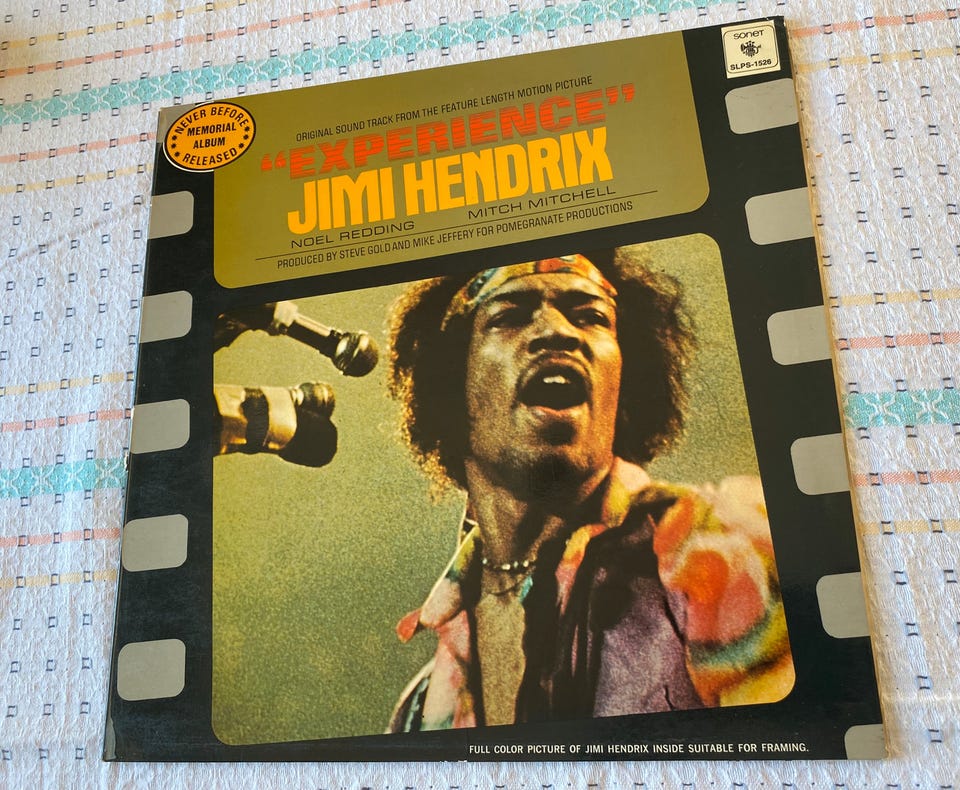 sonet
SLPS-1526
NEVER BEFORE
MEMORIAL
ALBUM
RELEASED
ORIGINAL SOUND TRACK FROM THE FEATURE LENGTH MOTION PICTURE
“EXPERIENCE”
JIMI HENDRIX
NOEL REDDING MITCH MITCHELL
PRODUCED BY STEVE GOLD AND MIKE JEFFERY FOR POMEGRANATE PRODUCTIONS
FULL COLOR PICTURE OF JIMI HENDRIX INSIDE SUITABLE FOR FRAMING.